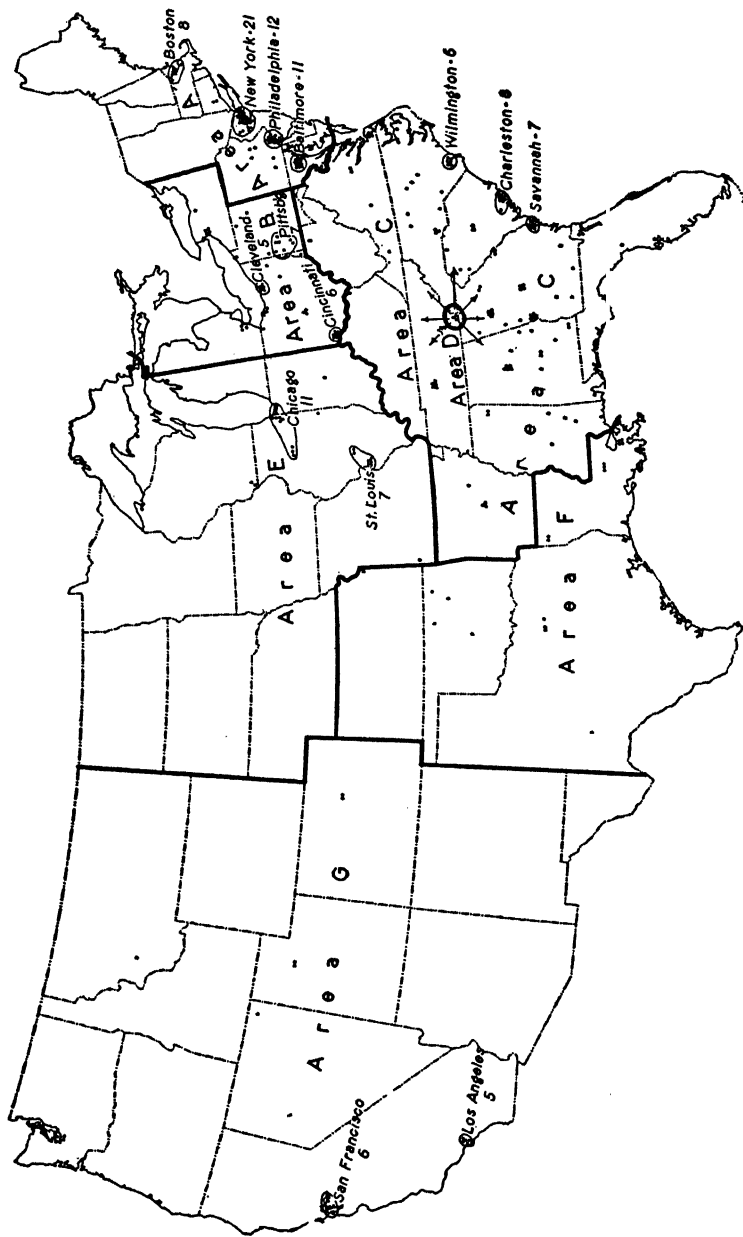 Boston
8
New York-21
Philadelphia-12
Baltimore-11
Area A
Cleveland-
5
Pittsb
7
Area B
Cincinnati
6
Chicago
11
Area E
St. Louis
7
Wilmington-6
Charleston-8
Savannah-7
Area C
Area D
Area C
Area F
Area G
San Francisco
6
Los Angeles
5